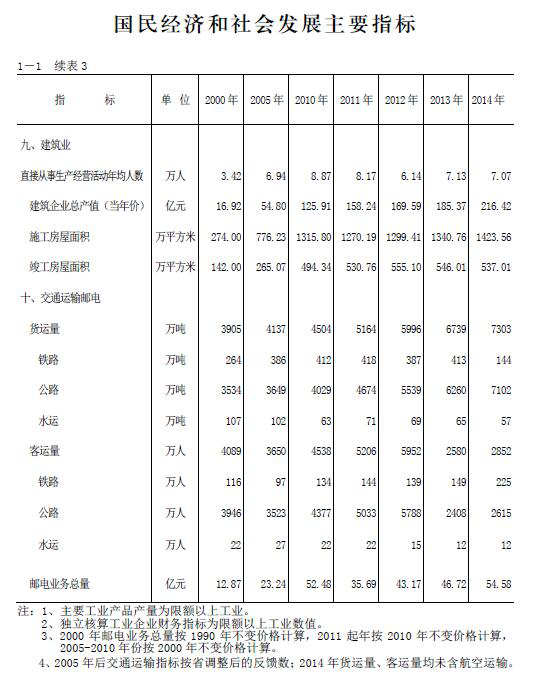 国民经济和社会发展主要指标
1－1 续表 3
指 标 单 位 2000 年 2005 年 2010 年 2011 年 2012 年 2013 年 2014 年
九、建筑业
直接从事生产经营活动年均人数 万人 3.42 6.94 8.87 8.17 6.14 7.13 7.07
建筑企业总产值（当年价） 亿元 16.92 54.80 125.91 158.24 169.59 185.37 216.42
施工房屋面积 万平方米 274.00 776.23 1315.80 1270.19 1299.41 1340.76 1423.56
竣工房屋面积 万平方米 142.00 265.07 494.34 530.76 555.10 546.01 537.01
十、交通运输邮电
货运量 万吨 3905 4137 4504 5164 5996 6739 7303
铁路 万吨 264 386 412 418 387 413 144
公路 万吨 3534 3649 4029 4674 5539 6260 7102
水运 万吨 107 102 63 71 69 65 57
客运量 万人 4089 3650 4538 5206 5952 2580 2852
铁路 万人 116 97 134 144 139 149 225
公路 万人 3946 3523 4377 5033 5788 2408 2615
水运 万人 22 27 22 22 15 12 12
邮电业务总量 亿元 12.87 23.24 52.48 35.69 43.17 46.72 54.58
注：1、主要工业产品产量为限额以上工业。
2、独立核算工业企业财务指标为限额以上工业数值。
3、2000 年邮电业务总量按 1990 年不变价格计算，2011 起年按 2010 年不变价格计算，
2005-2010 年份按 2000 年不变价格计算。
4、2005 年后交通运输指标按省调整后的反馈数；2014 年货运量、客运量均未含航空运输。